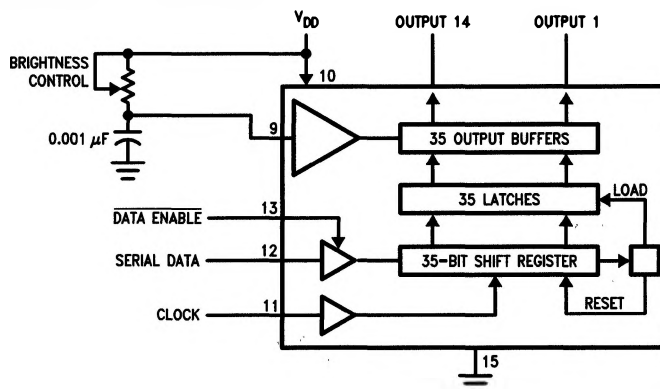 V_DD
OUTPUT 14
OUTPUT 1
BRIGHTNESS
CONTROL
10
0.001 μF
9
35 OUTPUT BUFFERS
35 LATCHES
LOAD
DATA ENABLE
13
SERIAL DATA
12
35-BIT SHIFT REGISTER
CLOCK
11
RESET
15